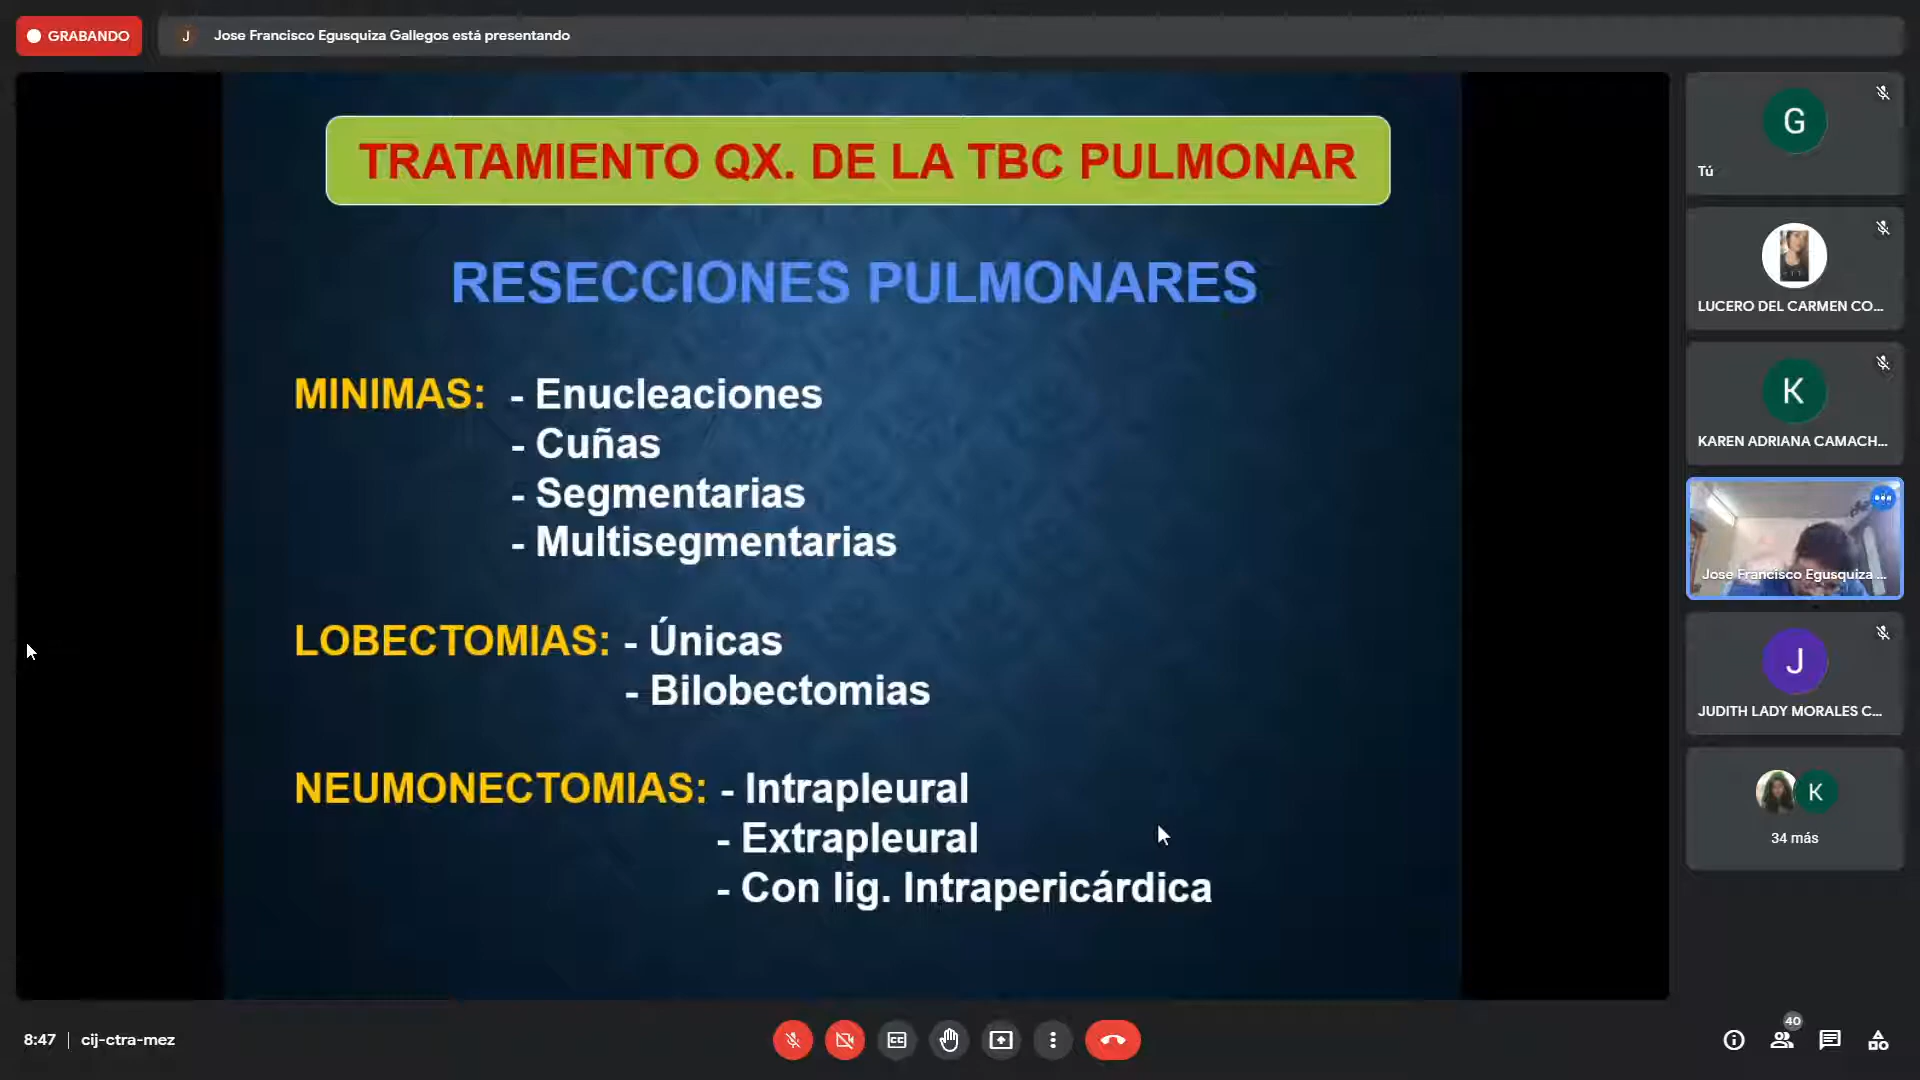 GRABANDO
J
Jose Francisco Egusquiza Gallegos está presentando
TRATAMIENTO QX. DE LA TBC PULMONAR
RESECCIONES PULMONARES
MINIMAS: - Enucleaciones
- Cuñas
- Segmentarias
- Multisegmentarias
LOBECTOMIAS: - Únicas
- Bilobectomias
NEUMONECTOMIAS: - Intrapleural
- Extrapleural
- Con lig. Intrapericárdica
G
Tú
LUCERO DEL CARMEN CO...
K
KAREN ADRIANA CAMACH...
Jose Francisco Egusquiza ...
J
JUDITH LADY MORALES C...
K
34 más
8:47 | cij-ctra-mez
CC
40